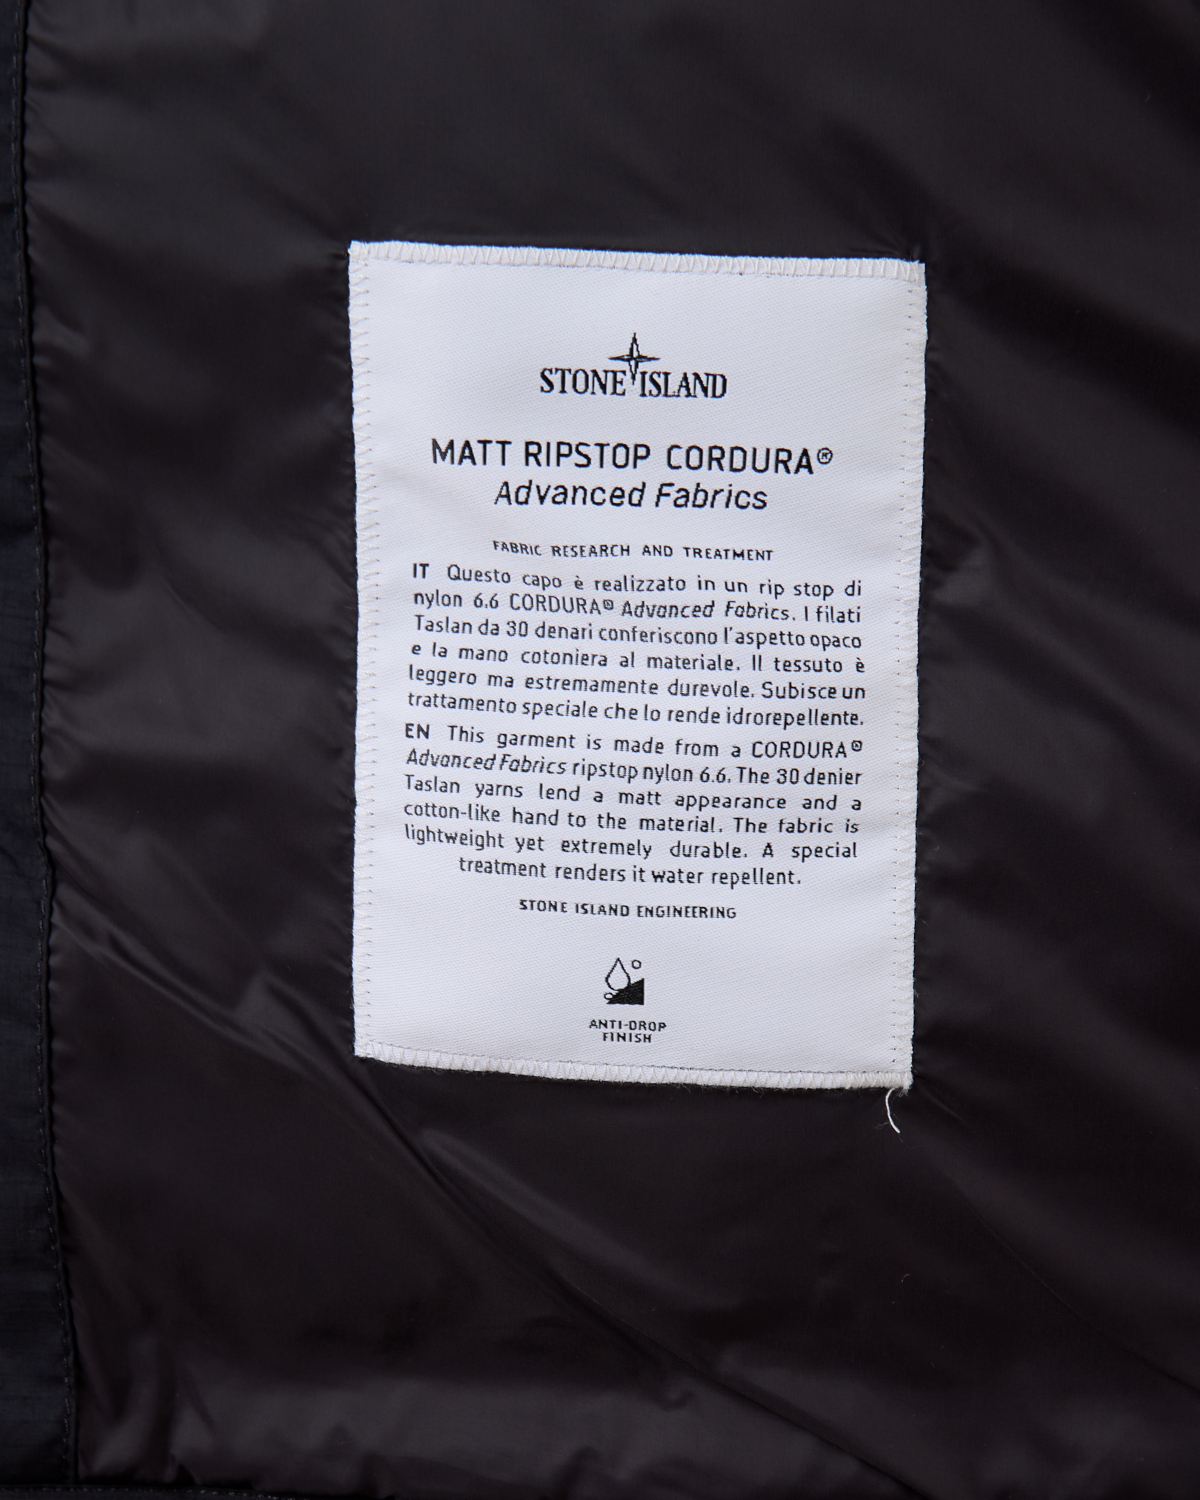 STONE ISLAND
MATT RIPSTOP CORDURA®
Advanced Fabrics
FABRIC RESEARCH AND TREATMENT
IT Questo capo è realizzato in un rip stop di
nylon 6.6 CORDURA® Advanced Fabrics. I filati
Taslan da 30 denari conferiscono l'aspetto opaco
e la mano cotoniera al materiale. Il tessuto è
leggero ma estremamente durevole. Subisce un
trattamento speciale che lo rende idrorepellente.
EN This garment is made from a CORDURA®
Advanced Fabrics ripstop nylon 6.6. The 30 denier
Taslan yarns lend a matt appearance and a
cotton-like hand to the material. The fabric is
lightweight yet extremely durable. A special
treatment renders it water repellent.
STONE ISLAND ENGINEERING
ANTI-DROP
FINISH